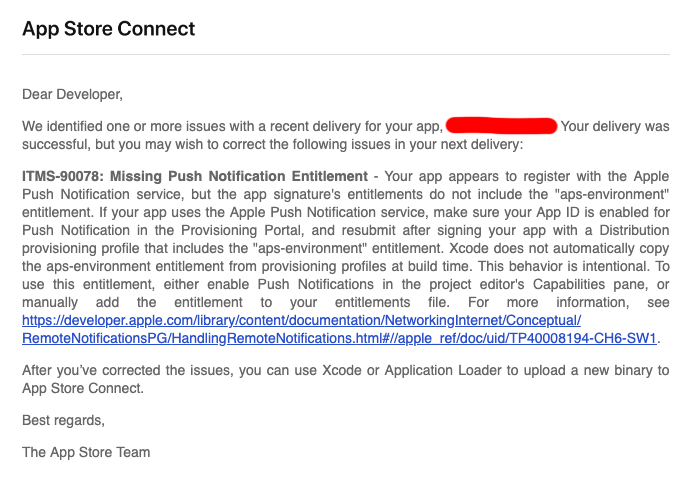 App Store Connect
Dear Developer,
We identified one or more issues with a recent delivery for your app, Your delivery was
successful, but you may wish to correct the following issues in your next delivery:
ITMS-90078: Missing Push Notification Entitlement - Your app appears to register with the Apple
Push Notification service, but the app signature's entitlements do not include the "aps-environment"
entitlement. If your app uses the Apple Push Notification service, make sure your App ID is enabled for
Push Notification in the Provisioning Portal, and resubmit after signing your app with a Distribution
provisioning profile that includes the "aps-environment" entitlement. Xcode does not automatically copy
the aps-environment entitlement from provisioning profiles at build time. This behavior is intentional. To
use this entitlement, either enable Push Notifications in the project editor's Capabilities pane, or
manually add the entitlement to your entitlements file. For more information, see
https://developer.apple.com/library/content/documentation/NetworkingInternet/Conceptual/
RemoteNotificationsPG/HandlingRemoteNotifications.html#//apple_ref/doc/uid/TP40008194-CH6-SW1.
After you've corrected the issues, you can use Xcode or Application Loader to upload a new binary to
App Store Connect.
Best regards,
The App Store Team